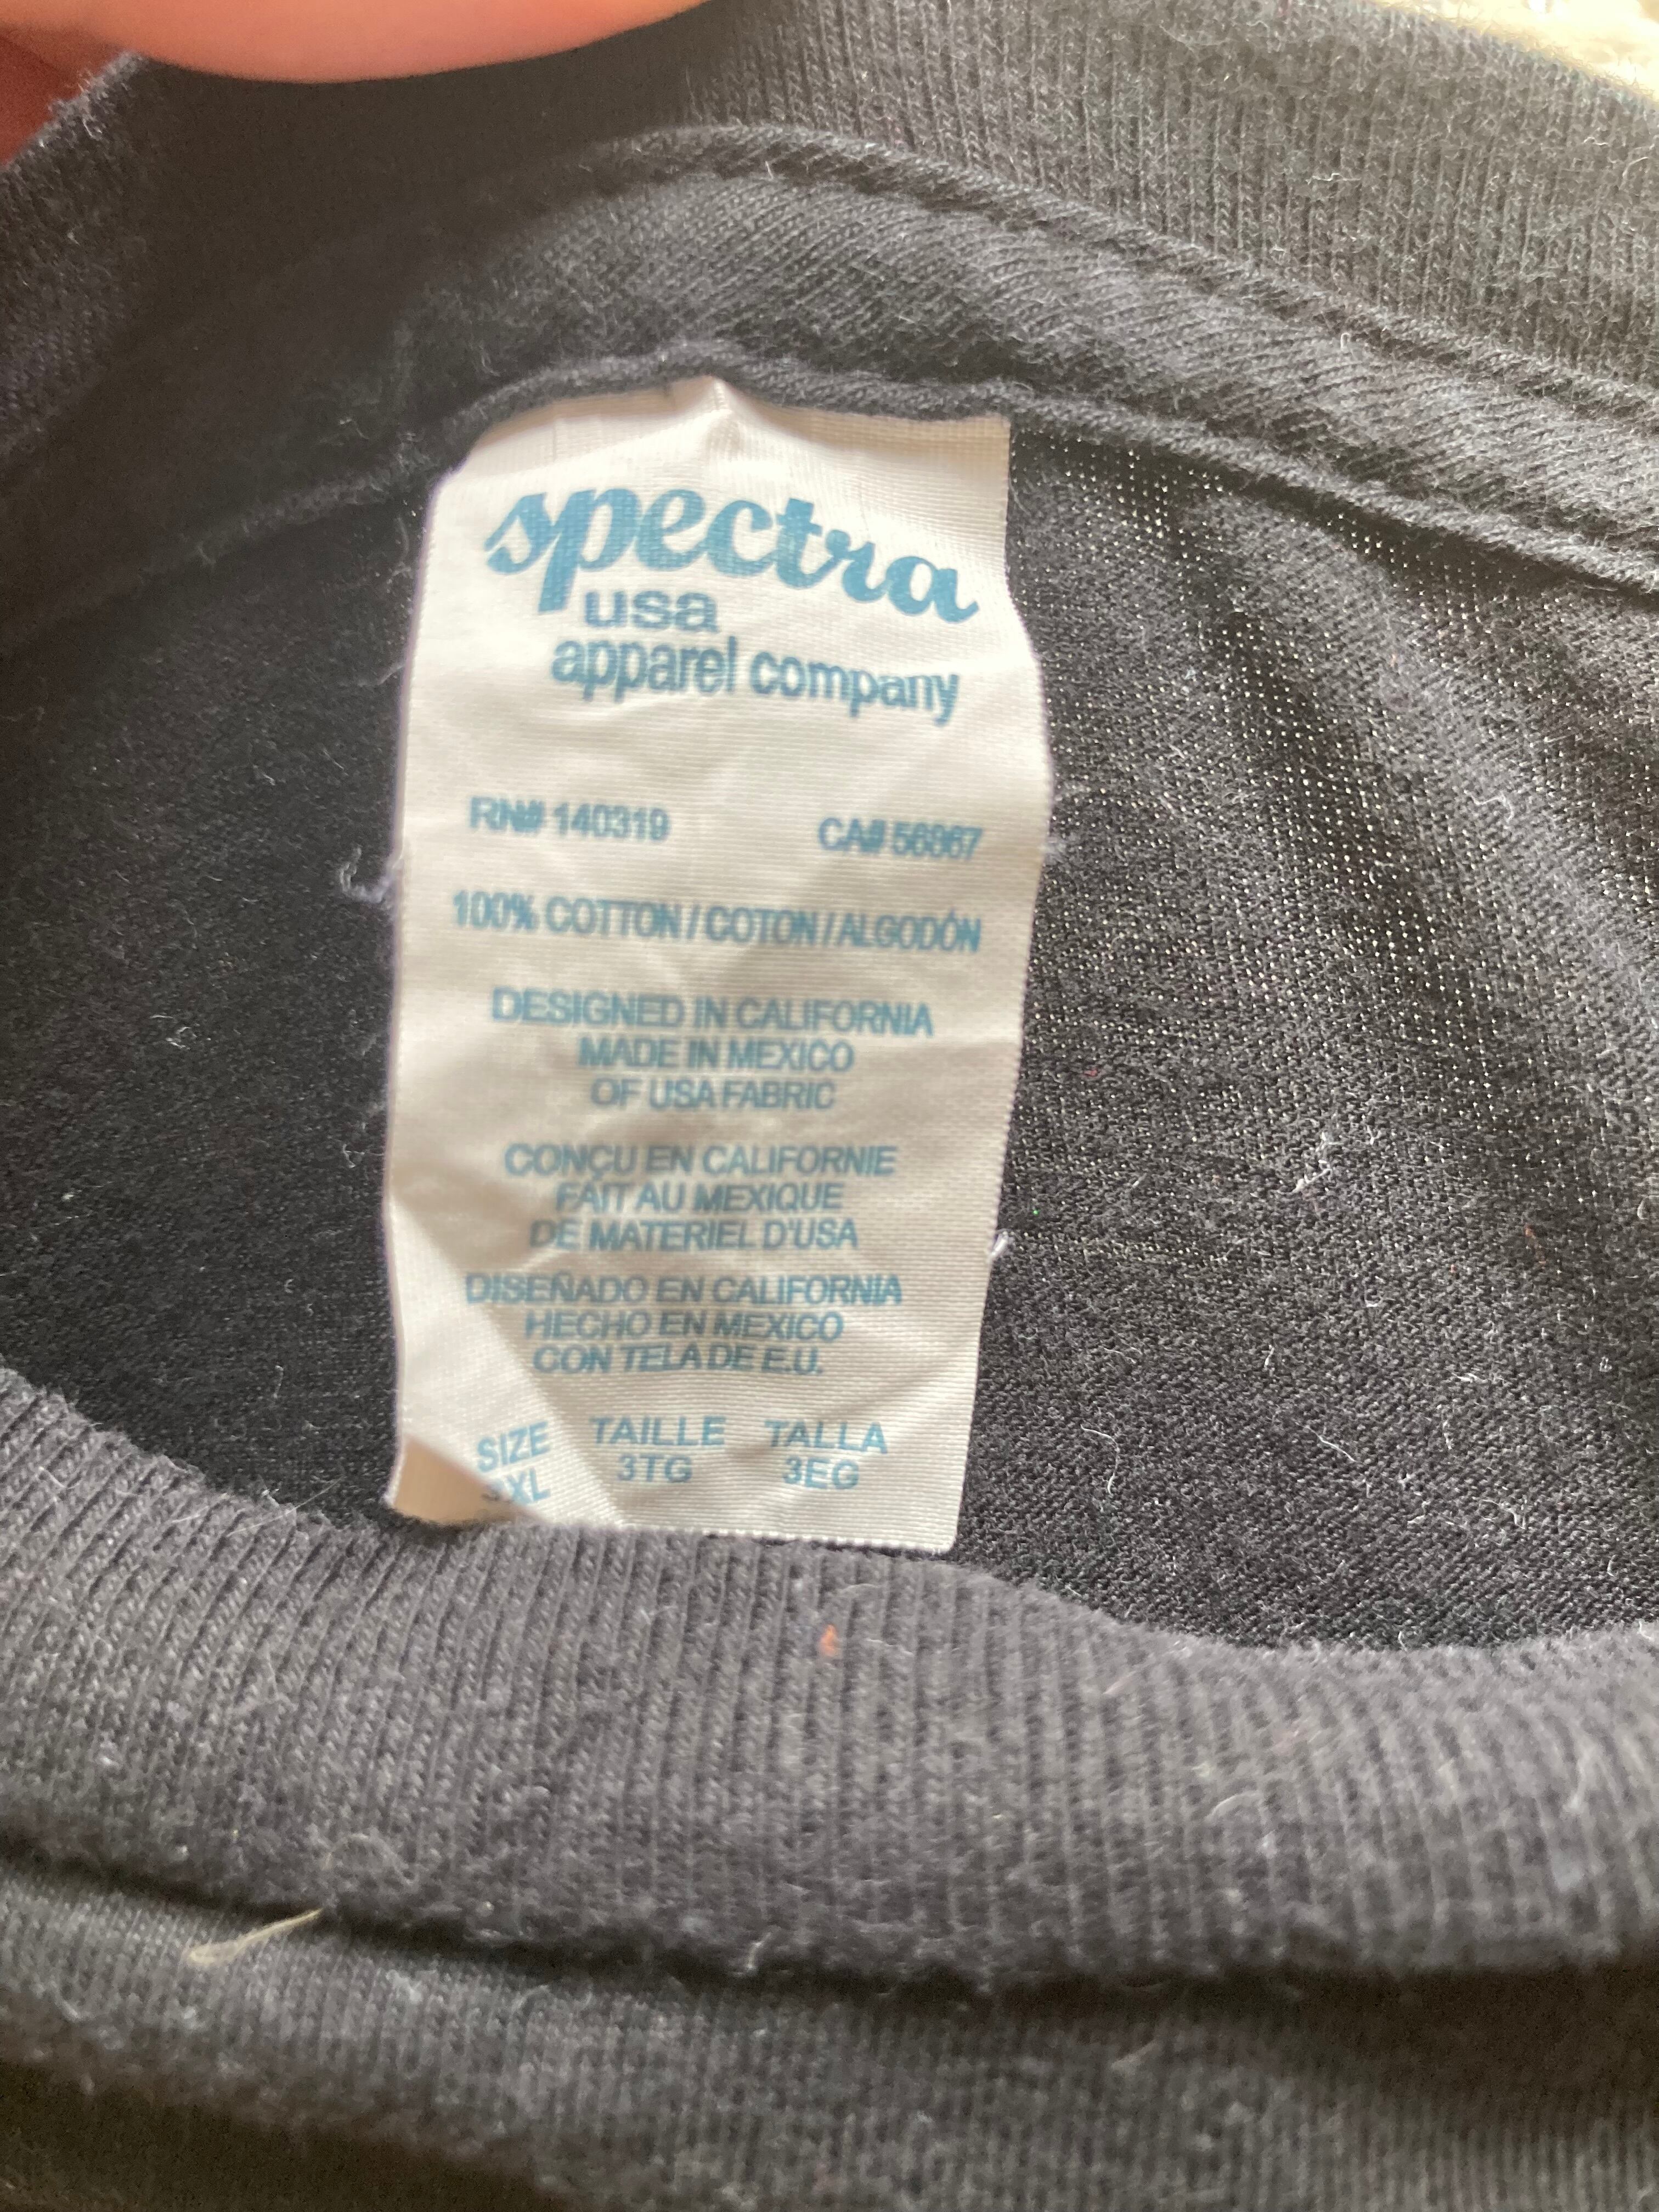 spectra
usa
apparel company
RN# 140319 CA# 56967
100% COTTON / COTON / ALGODÓN
DESIGNED IN CALIFORNIA
MADE IN MEXICO
OF USA FABRIC
CONÇU EN CALIFORNIE
FAIT AU MEXIQUE
DE MATERIEL D'USA
DISEÑADO EN CALIFORNIA
HECHO EN MEXICO
CON TELA DE E.U.
SIZE TAILLE TALLA
3XL 3TG 3EG